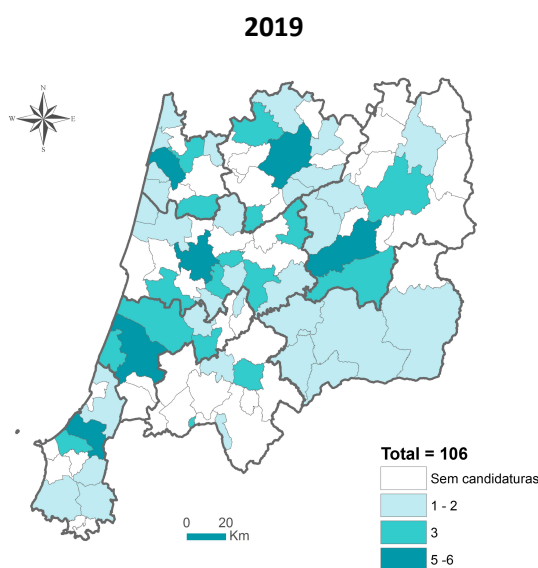 2019
N
W E
S
Total = 106
Sem candidaturas
1 - 2
3
5 -6
0 20
Km